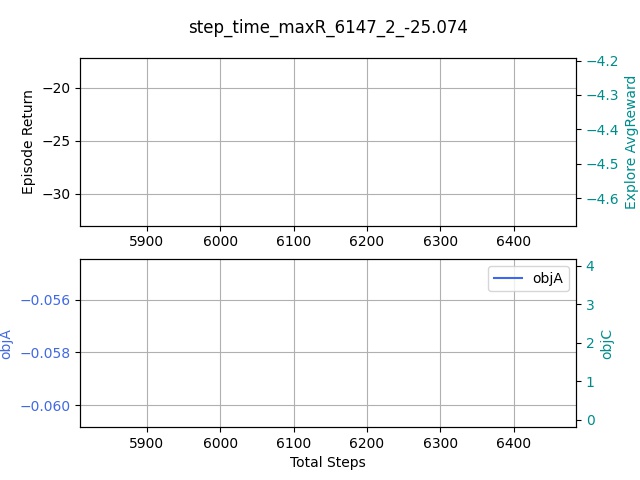 step_time_maxR_6147_2_-25.074
Episode Return
−20
−25
−30
−4.2
−4.3
−4.4
−4.5
−4.6
Explore AvgReward
5900 6000 6100 6200 6300 6400
objA
−0.056
−0.058
−0.060
objA
4
3
2
1
0
objC
5900 6000 6100 6200 6300 6400
Total Steps